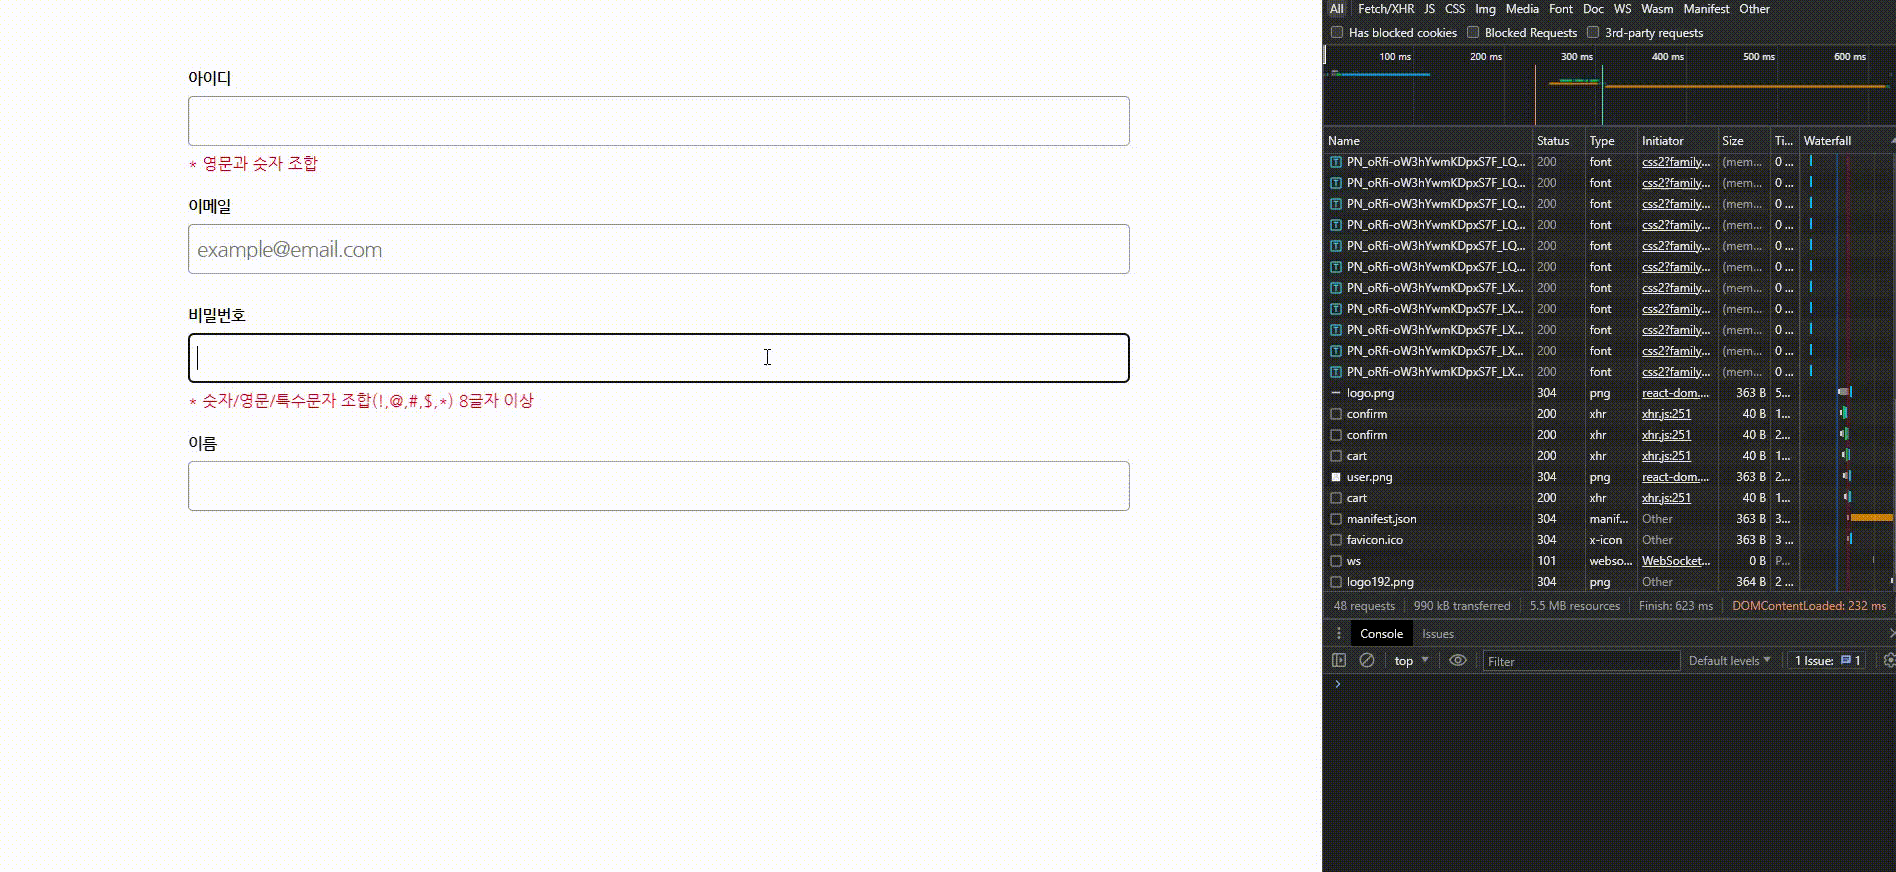 아이디
* 영문과 숫자 조합
이메일
example@email.com
비밀번호
* 숫자/영문/특수문자 조합(!,@,#,$,*) 8글자 이상
이름
All Fetch/XHR JS CSS Img Media Font Doc WS Wasm Manifest Other
Has blocked cookies Blocked Requests 3rd-party requests
100 ms 200 ms 300 ms 400 ms 500 ms 600 ms
Name Status Type Initiator Size Ti... Waterfall
PN_oRfi-oW3hYwmKDpxS7F_LQ... 200 font css2?family... (mem... 0 ...
PN_oRfi-oW3hYwmKDpxS7F_LQ... 200 font css2?family... (mem... 0 ...
PN_oRfi-oW3hYwmKDpxS7F_LQ... 200 font css2?family... (mem... 0 ...
PN_oRfi-oW3hYwmKDpxS7F_LQ... 200 font css2?family... (mem... 0 ...
PN_oRfi-oW3hYwmKDpxS7F_LQ... 200 font css2?family... (mem... 0 ...
PN_oRfi-oW3hYwmKDpxS7F_LQ... 200 font css2?family... (mem... 0 ...
PN_oRfi-oW3hYwmKDpxS7F_LX... 200 font css2?family... (mem... 0 ...
PN_oRfi-oW3hYwmKDpxS7F_LX... 200 font css2?family... (mem... 0 ...
PN_oRfi-oW3hYwmKDpxS7F_LX... 200 font css2?family... (mem... 0 ...
PN_oRfi-oW3hYwmKDpxS7F_LX... 200 font css2?family... (mem... 0 ...
PN_oRfi-oW3hYwmKDpxS7F_LX... 200 font css2?family... (mem... 0 ...
logo.png 304 png react-dom.... 363 B 5...
confirm 200 xhr xhr.js:251 40 B 1...
confirm 200 xhr xhr.js:251 40 B 2...
cart 200 xhr xhr.js:251 40 B 1...
user.png 304 png react-dom.... 363 B 2...
cart 200 xhr xhr.js:251 40 B 1...
manifest.json 304 manif... Other 363 B 3...
favicon.ico 304 x-icon Other 363 B 3 ...
ws 101 webso... WebSocket... 0 B P...
logo192.png 304 png Other 364 B 2 ...
48 requests 990 kB transferred 5.5 MB resources Finish: 623 ms DOMContentLoaded: 232 ms
Console Issues
top Filter Default levels 1 Issue: 1